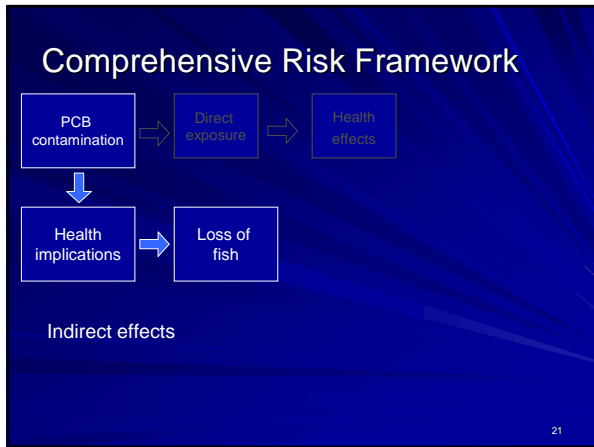 Comprehensive Risk Framework
PCB
contamination
Direct
exposure
Health
effects
Health
implications
Loss of
fish
Indirect effects
21